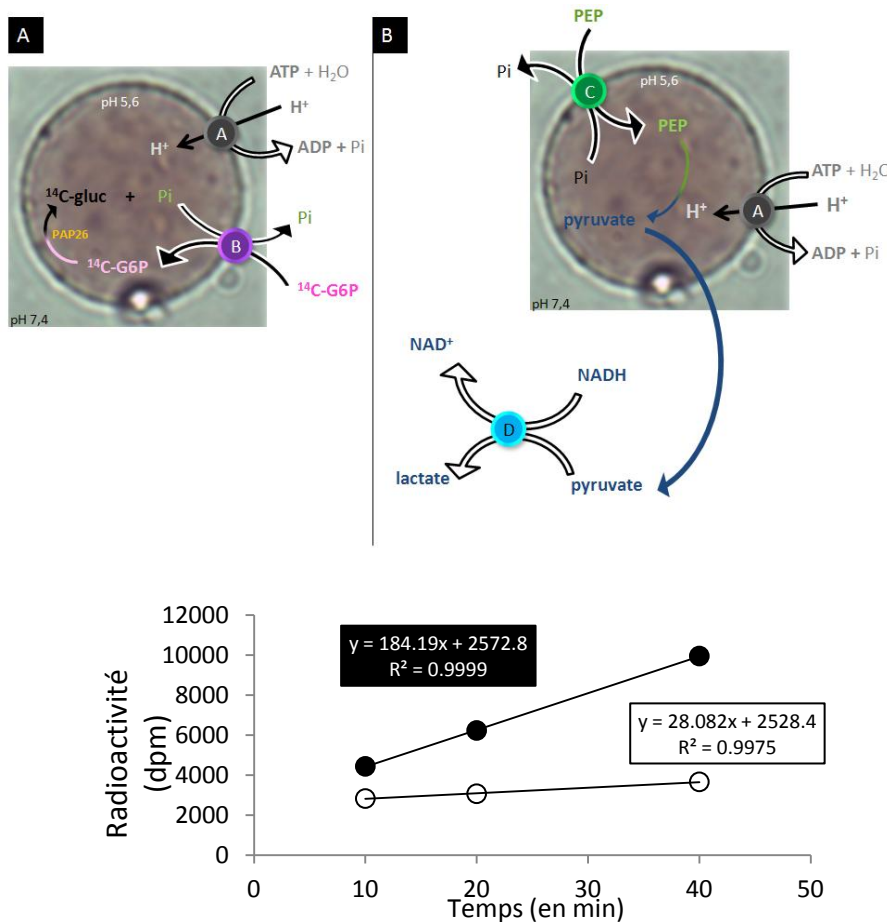 A
pH 5,6
ATP + H₂O
A
H⁺
H⁺
ADP + Pi
¹⁴C-gluc + Pi
Pi
PAP26
B
¹⁴C-G6P
¹⁴C-G6P
pH 7,4
B
PEP
Pi
pH 5,6
C
PEP
Pi
ATP + H₂O
H⁺
A
H⁺
pyruvate
ADP + Pi
pH 7,4
NAD⁺
NADH
D
lactate
pyruvate
12000
10000
8000
6000
4000
2000
0
Radioactivité
(dpm)
y = 184.19x + 2572.8
R² = 0.9999
y = 28.082x + 2528.4
R² = 0.9975
0
10
20
30
40
50
Temps (en min)